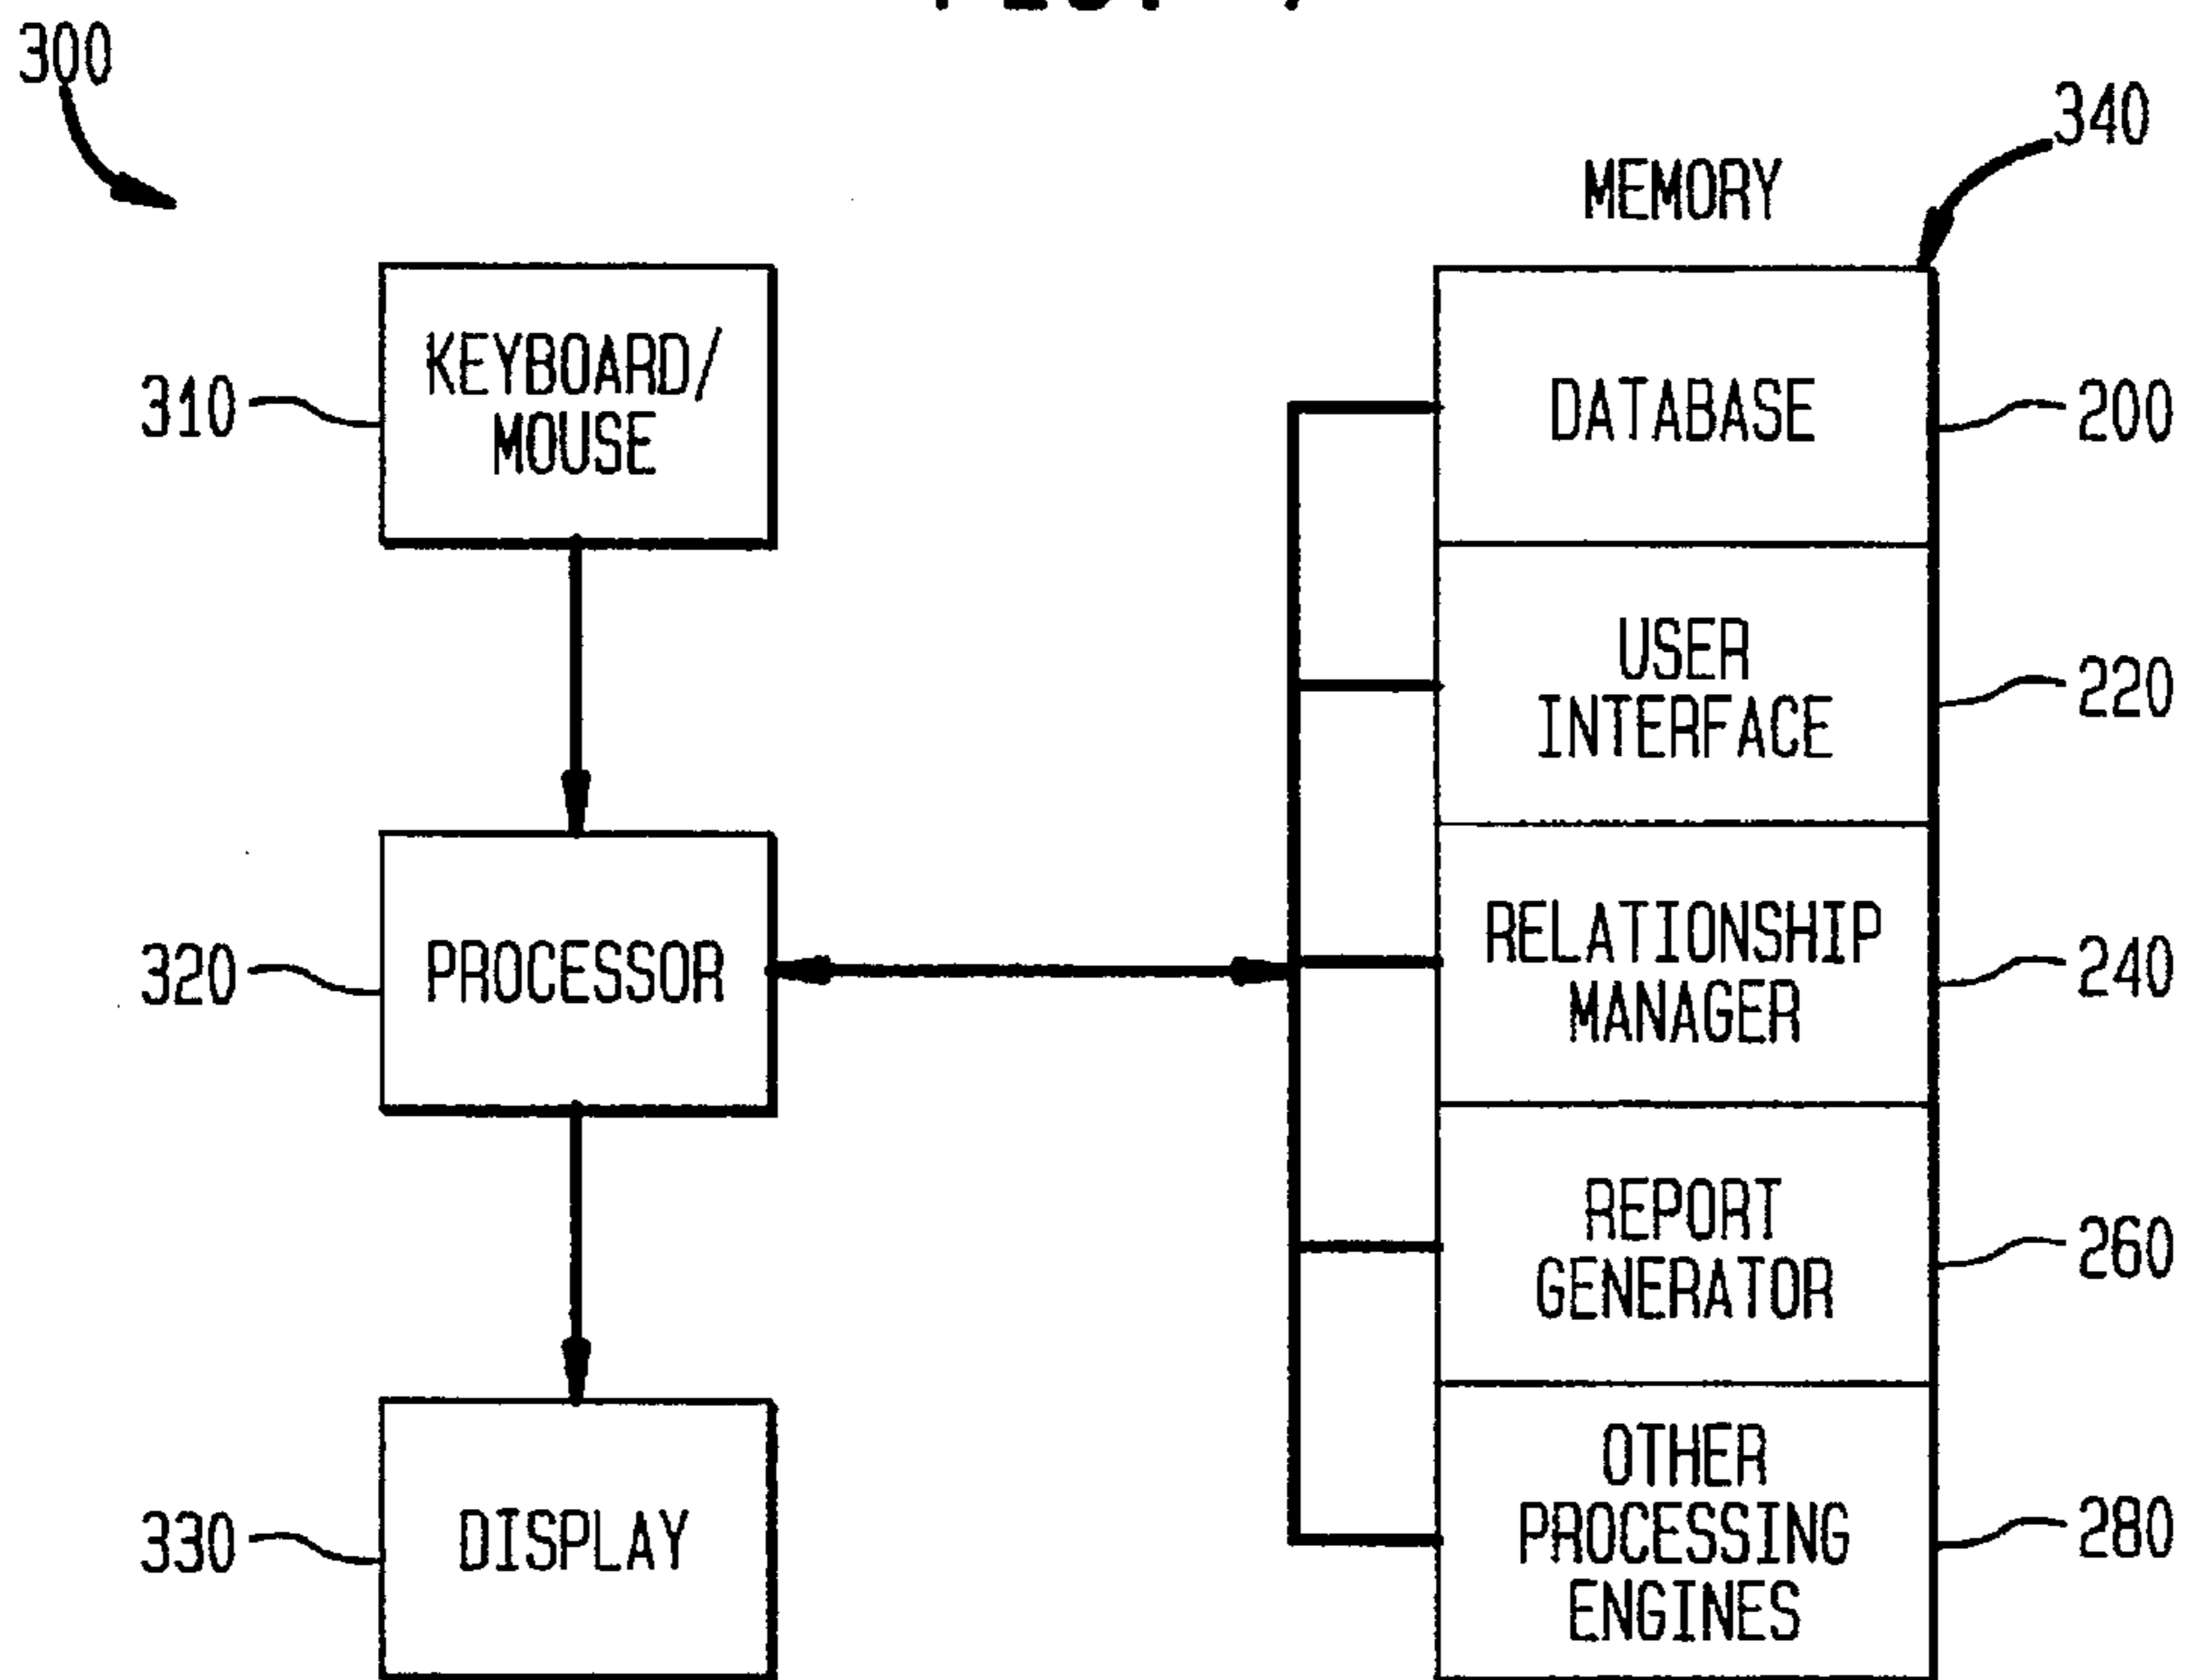 300
340
MEMORY
KEYBOARD/
MOUSE
310
DATABASE
200
USER
INTERFACE
220
PROCESSOR
320
RELATIONSHIP
MANAGER
240
REPORT
GENERATOR
260
DISPLAY
330
OTHER
PROCESSING
ENGINES
280